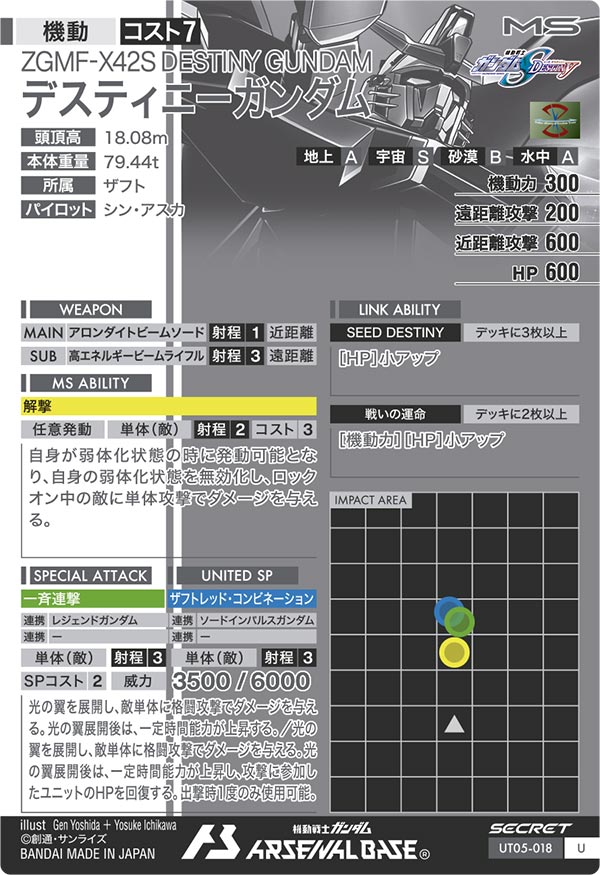 機動 コスト7 MS
ZGMF-X42S DESTINY GUNDAM
機動戦士ガンダム SEED DESTINY
デスティニーガンダム
頭頂高 18.08m
本体重量 79.44t
所属 ザフト
パイロット シン・アスカ
地上 A 宇宙 S 砂漠 B 水中 A
機動力 300
遠距離攻撃 200
近距離攻撃 600
HP 600
WEAPON
MAIN アロンダイトビームソード 射程 1 近距離
SUB 高エネルギービームライフル 射程 3 遠距離
MS ABILITY
解撃
任意発動 単体(敵) 射程 2 コスト 3
自身が弱体化状態の時に発動可能とな
り、自身の弱体化状態を無効化し、ロック
オン中の敵に単体攻撃でダメージを与え
る。
LINK ABILITY
SEED DESTINY デッキに3枚以上
[HP]小アップ
戦いの運命 デッキに2枚以上
[機動力][HP]小アップ
IMPACT AREA
SPECIAL ATTACK UNITED SP
一斉連撃 ザフトレッド・コンビネーション
連携 レジェンドガンダム 連携 ソードインパルスガンダム
連携 ー 連携 ー
単体(敵) 射程 3 単体(敵) 射程 3
SPコスト 2 威力 3500 / 6000
光の翼を展開し、敵単体に格闘攻撃でダメージを与え
る。光の翼展開後は、一定時間能力が上昇する。/光の
翼を展開し、敵単体に格闘攻撃でダメージを与える。光
の翼展開後は、一定時間能力が上昇し、攻撃に参加し
たユニットのHPを回復する。出撃時1度のみ使用可能。
illust Gen Yoshida + Yosuke Ichikawa
©創通・サンライズ
BANDAI MADE IN JAPAN
機動戦士ガンダム
ARSENAL BASE®
SECRET
UT05-018 U